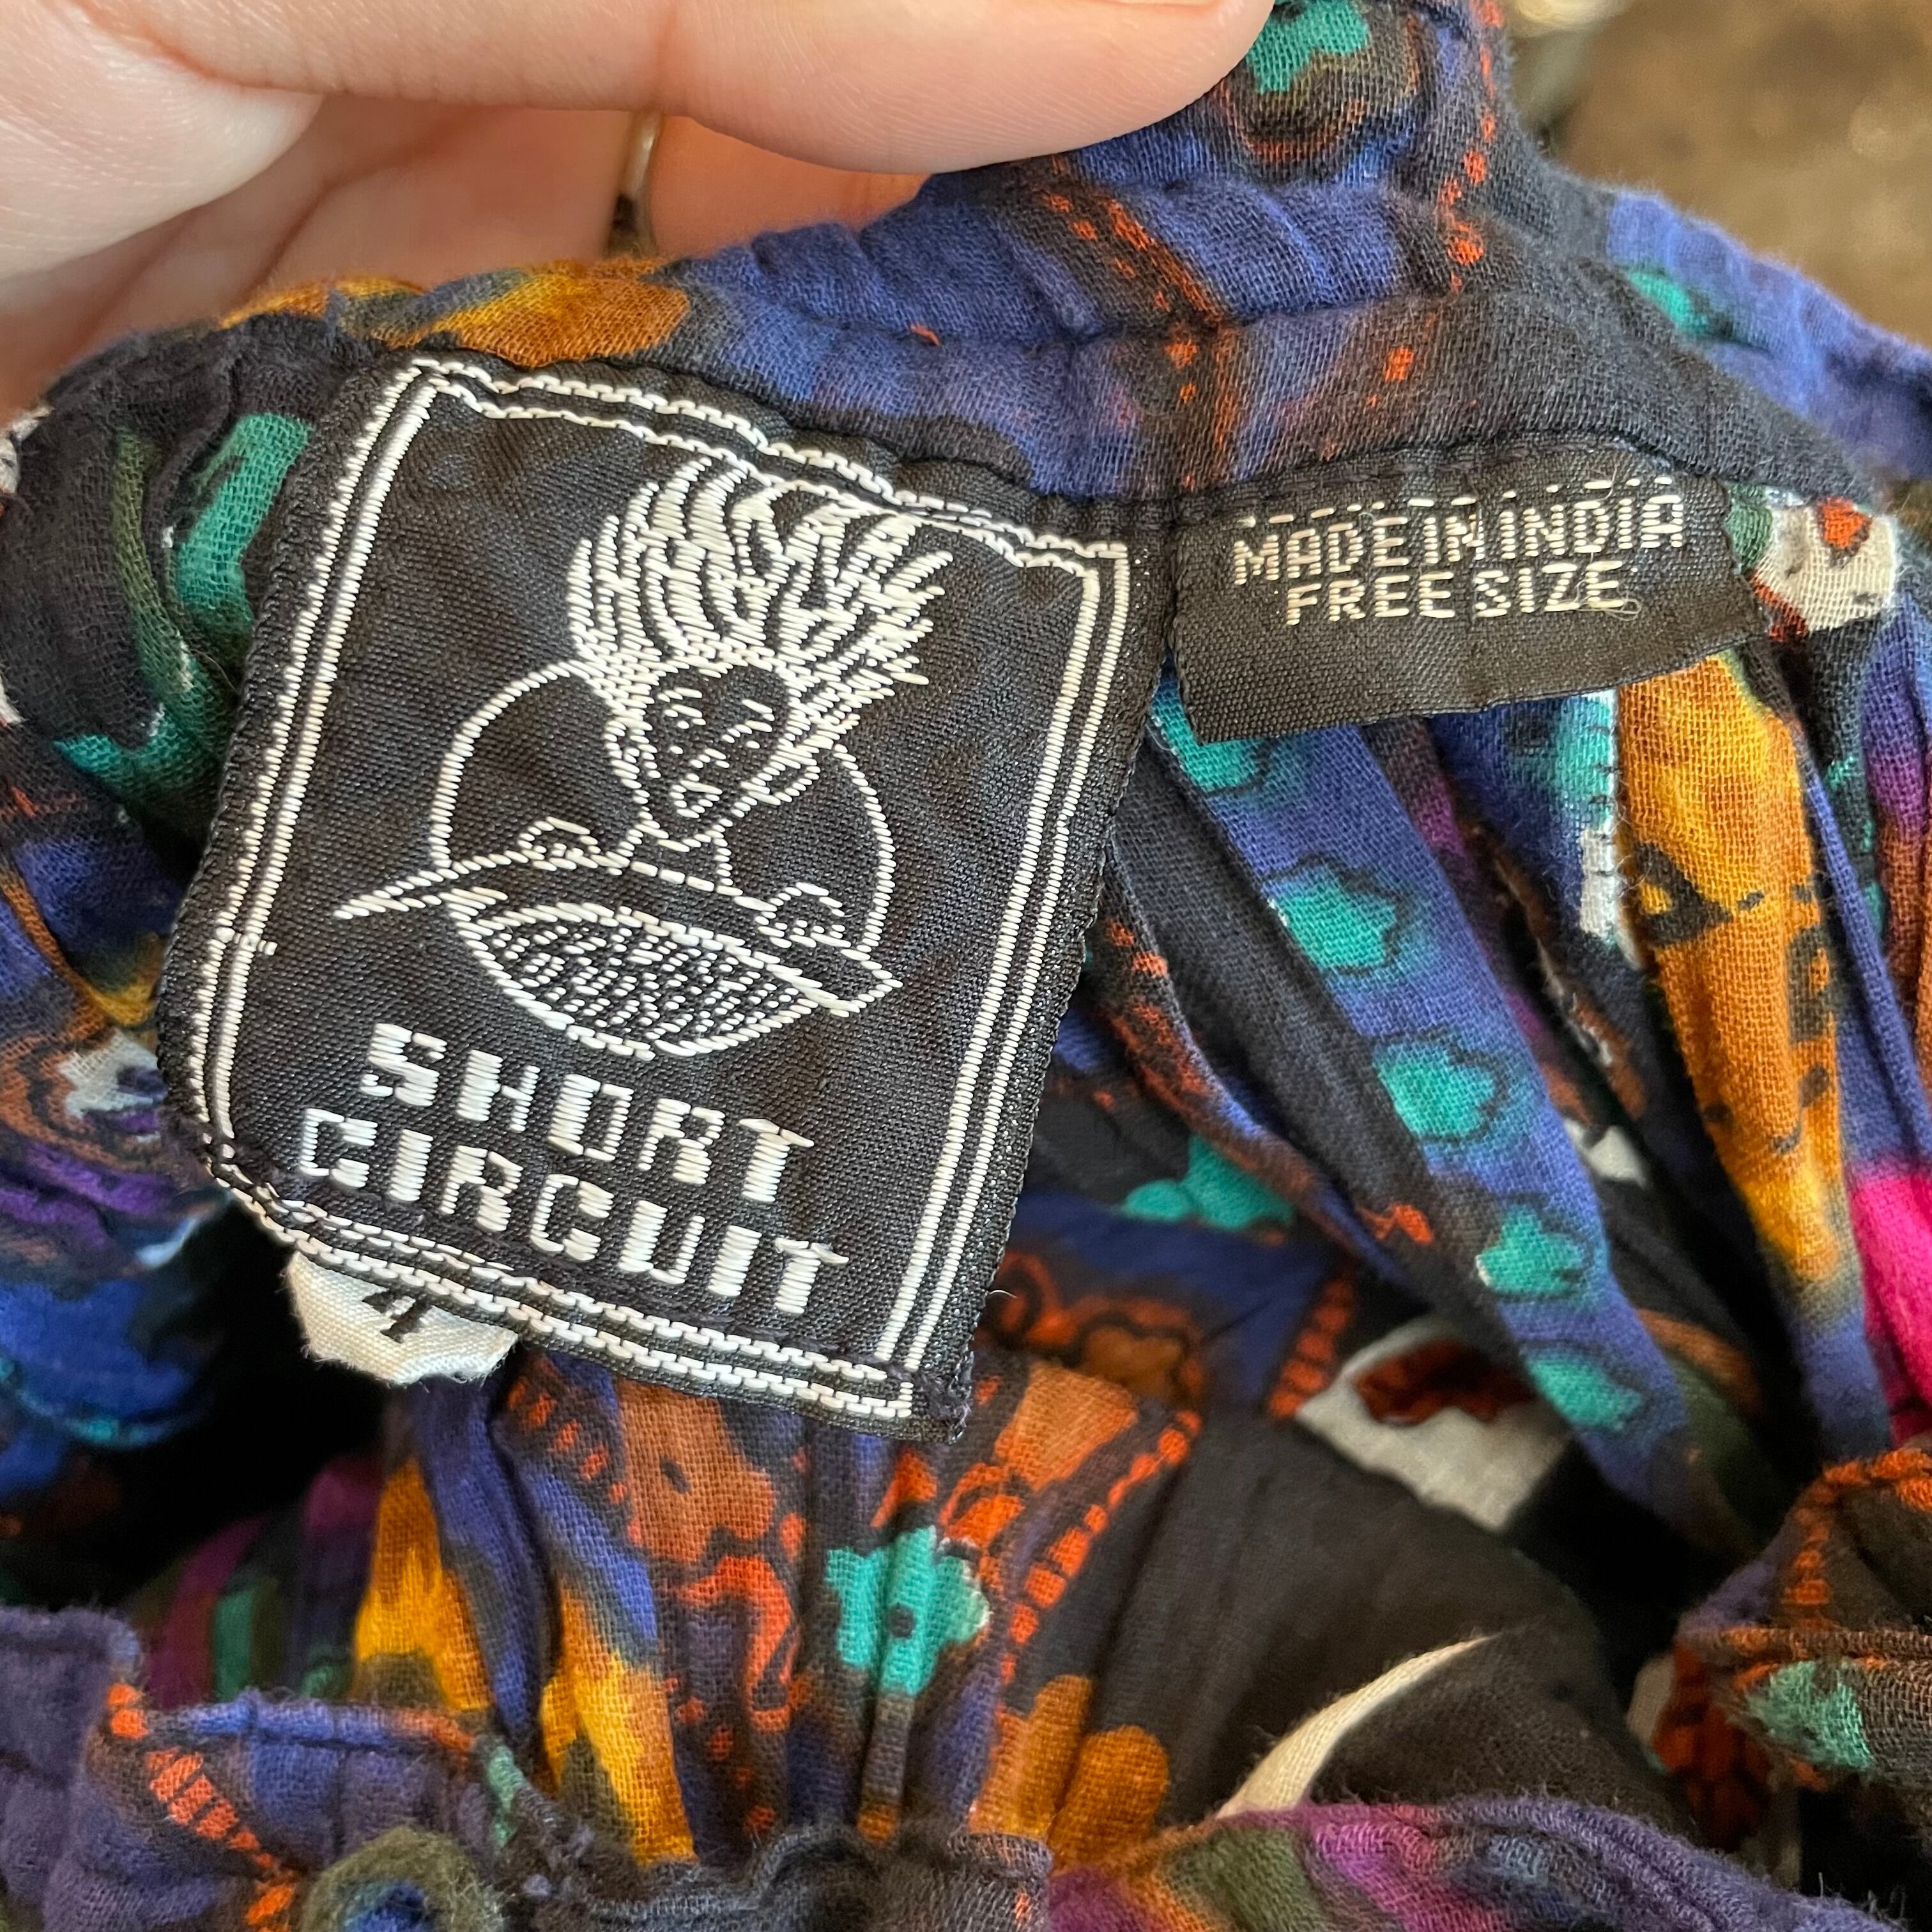 SHORT
CIRCUIT
MADE IN INDIA
FREE SIZE